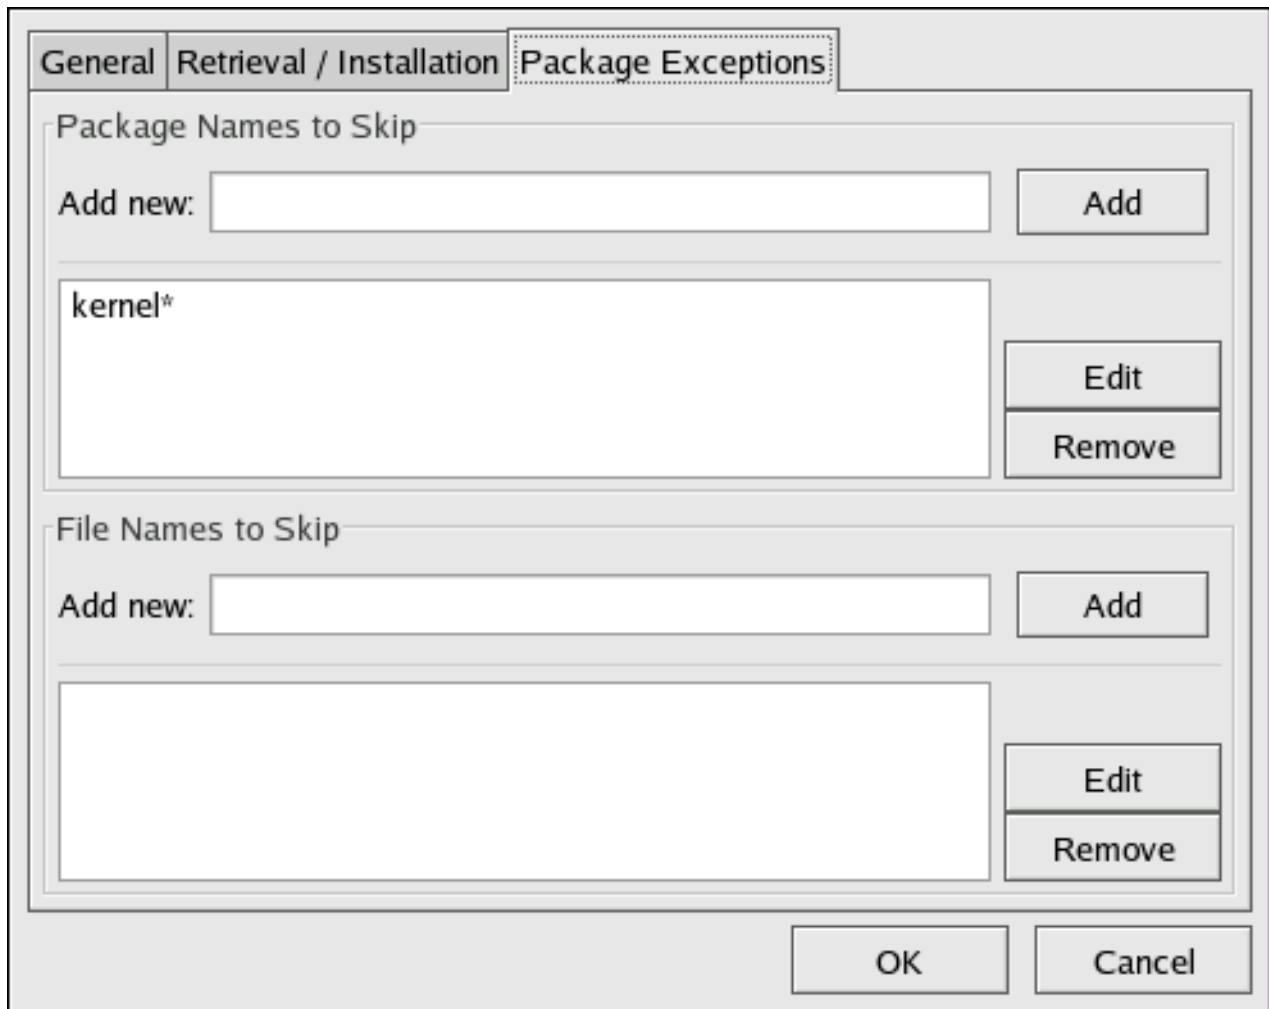 General Retrieval / Installation Package Exceptions
Package Names to Skip
Add new: Add
kernel*
Edit
Remove
File Names to Skip
Add new: Add
Edit
Remove
OK Cancel